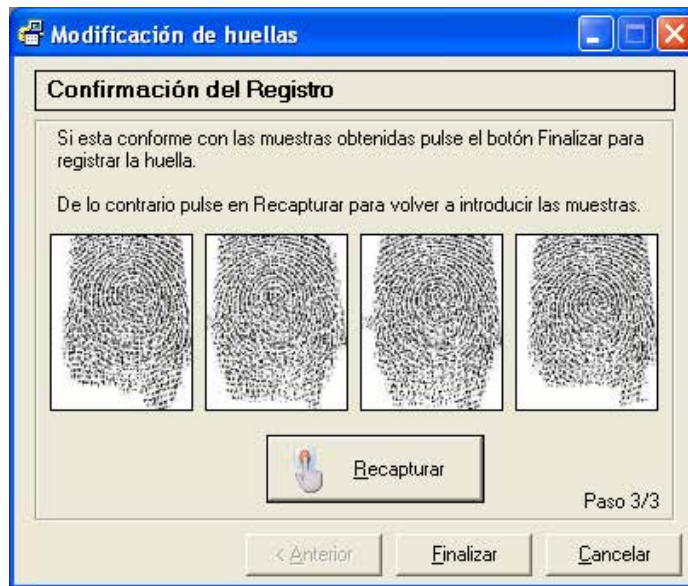 Modificación de huellas
Confirmación del Registro
Si esta conforme con las muestras obtenidas pulse el botón Finalizar para
registrar la huella.
De lo contrario pulse en Recapturar para volver a introducir las muestras.
Recapturar
Paso 3/3
< Anterior
Finalizar
Cancelar